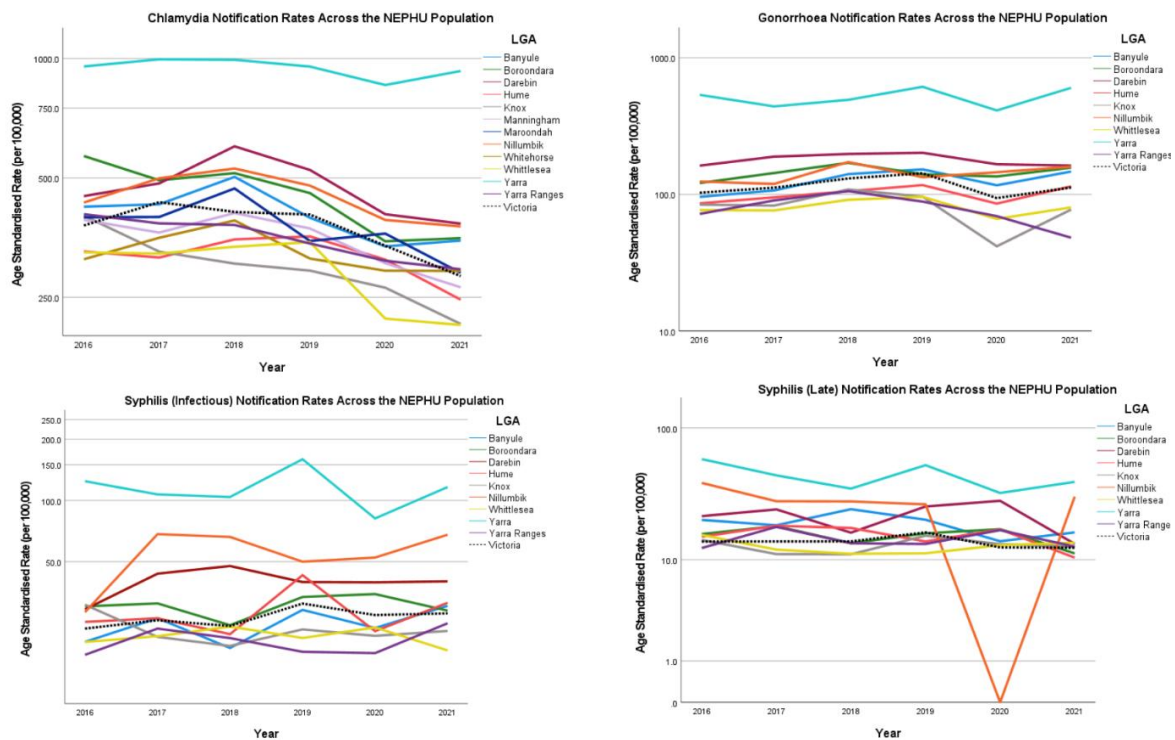 Chlamydia Notification Rates Across the NEPHU Population
Age Standardised Rate (per 100,000)
1000.0
750.0
500.0
250.0
2016 2017 2018 2019 2020 2021
Year
LGA
Banyule
Boroondara
Darebin
Hume
Knox
Manningham
Maroondah
Nillumbik
Whitehorse
Whittlesea
Yarra
Yarra Ranges
Victoria
Gonorrhoea Notification Rates Across the NEPHU Population
Age Standardised Rate (per 100,000)
1000.0
100.0
10.0
2016 2017 2018 2019 2020 2021
Year
LGA
Banyule
Boroondara
Darebin
Hume
Knox
Nillumbik
Whittlesea
Yarra
Yarra Ranges
Victoria
Syphilis (Infectious) Notification Rates Across the NEPHU Population
Age Standardised Rate (per 100,000)
250.0
200.0
150.0
100.0
50.0
2016 2017 2018 2019 2020 2021
Year
LGA
Banyule
Boroondara
Darebin
Hume
Knox
Nillumbik
Whittlesea
Yarra
Yarra Ranges
Victoria
Syphilis (Late) Notification Rates Across the NEPHU Population
Age Standardised Rate (per 100,000)
100.0
10.0
1.0
.0
2016 2017 2018 2019 2020 2021
Year
LGA
Banyule
Boroondara
Darebin
Hume
Knox
Nillumbik
Whittlesea
Yarra
Yarra Ranges
Victoria